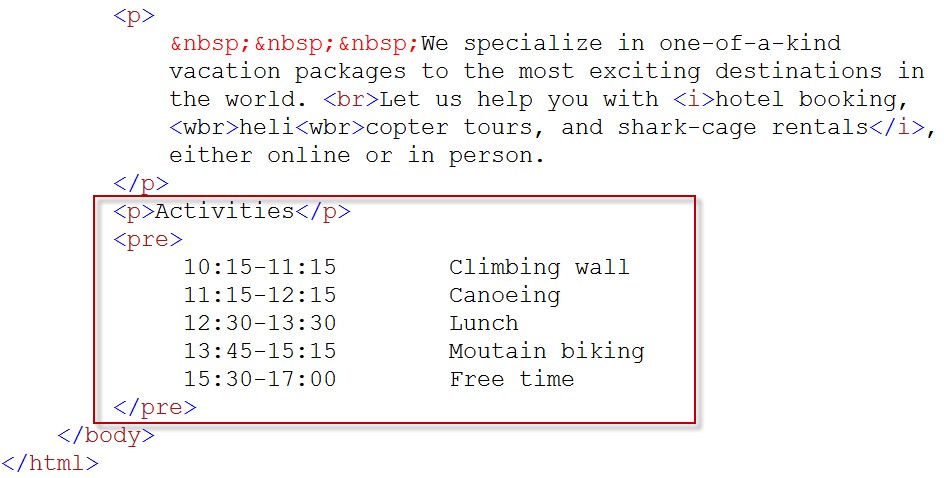 <p>
&nbsp;&nbsp;&nbsp;We specialize in one-of-a-kind
vacation packages to the most exciting destinations in
the world. <br>Let us help you with <i>hotel booking,
<wbr>heli<wbr>copter tours, and shark-cage rentals</i>,
either online or in person.
</p>
<p>Activities</p>
<pre>
10:15-11:15 Climbing wall
11:15-12:15 Canoeing
12:30-13:30 Lunch
13:45-15:15 Moutain biking
15:30-17:00 Free time
</pre>
</body>
</html>